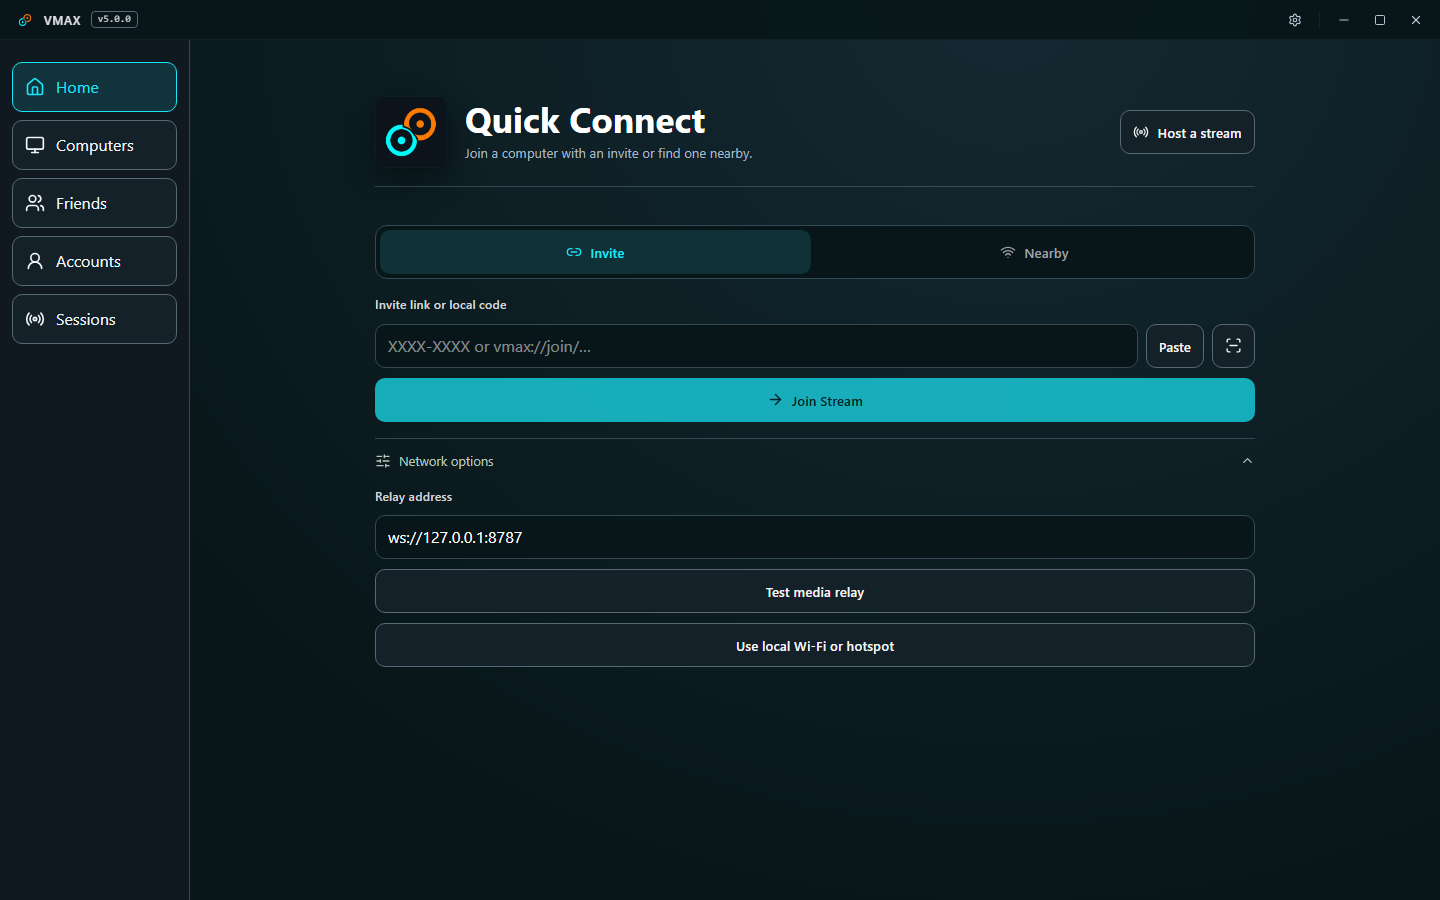 VMAX v5.0.0
Home
Computers
Friends
Accounts
Sessions
Quick Connect
Join a computer with an invite or find one nearby.
Host a stream
Invite
Nearby
Invite link or local code
XXXX-XXXX or vmax://join/...
Paste
Join Stream
Network options
Relay address
ws://127.0.0.1:8787
Test media relay
Use local Wi-Fi or hotspot